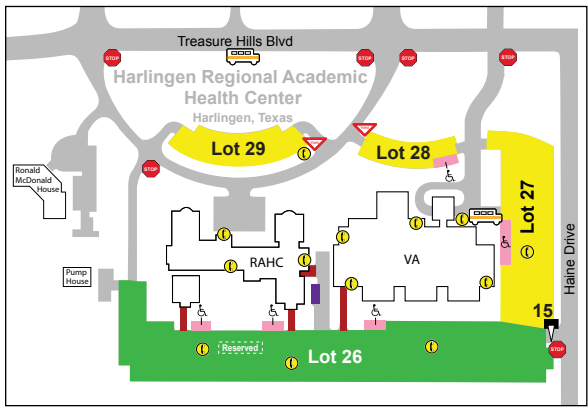 Treasure Hills Blvd
STOP
STOP
STOP
STOP
Harlingen Regional Academic
Health Center
Harlingen, Texas
Lot 29
Lot 28
STOP
Ronald
McDonald
House
Lot 27
RAHC
VA
Haine Drive
Pump
House
15
Reserved
Lot 26
STOP